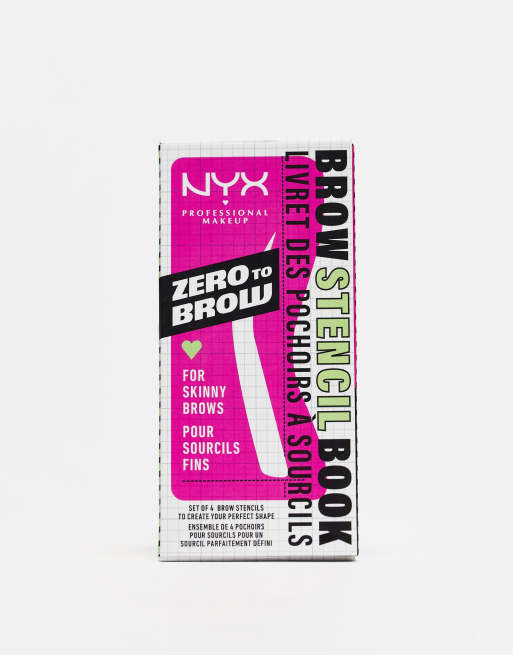 NYX
PROFESSIONAL
MAKEUP
ZERO TO
BROW
FOR
SKINNY
BROWS
POUR
SOURCILS
FINS
SET OF 4 BROW STENCILS
TO CREATE YOUR PERFECT SHAPE
ENSEMBLE DE 4 POCHOIRS
POUR SOURCILS POUR UN
SOURCIL PARFAITEMENT DÉFINI
BROW STENCIL BOOK
LIVRET DES POCHOIRS À SOURCILS